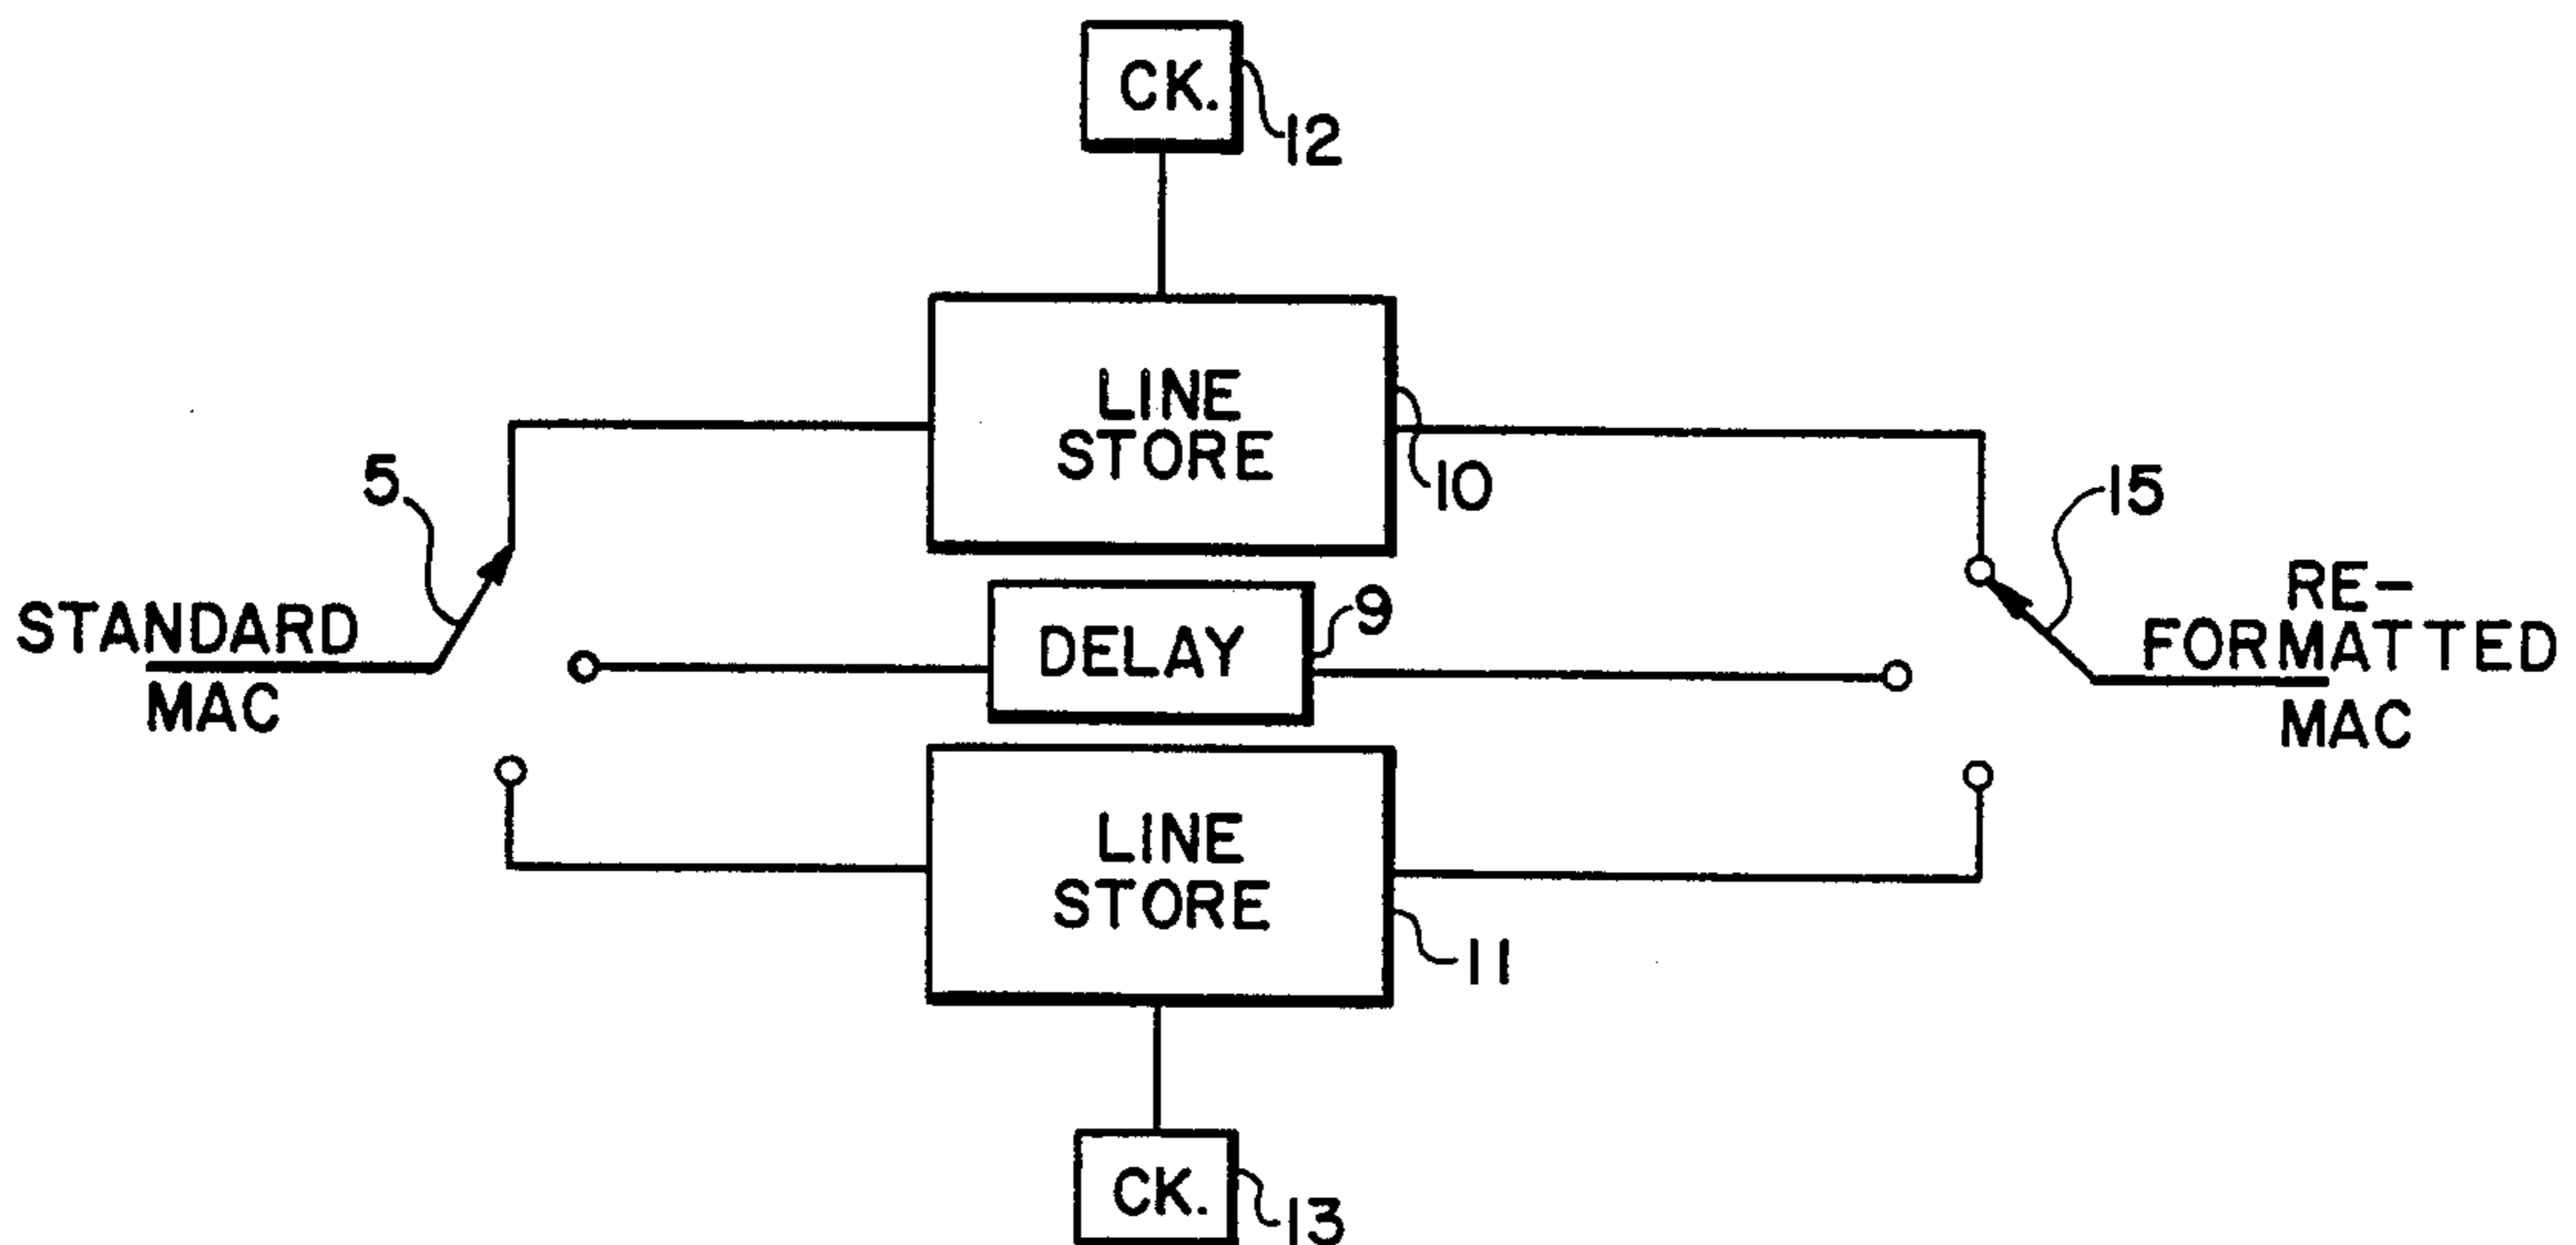 CK.
12
LINE
STORE
10
5
15
STANDARD
MAC
DELAY
9
RE-
FORMATTED
MAC
LINE
STORE
11
CK.
13